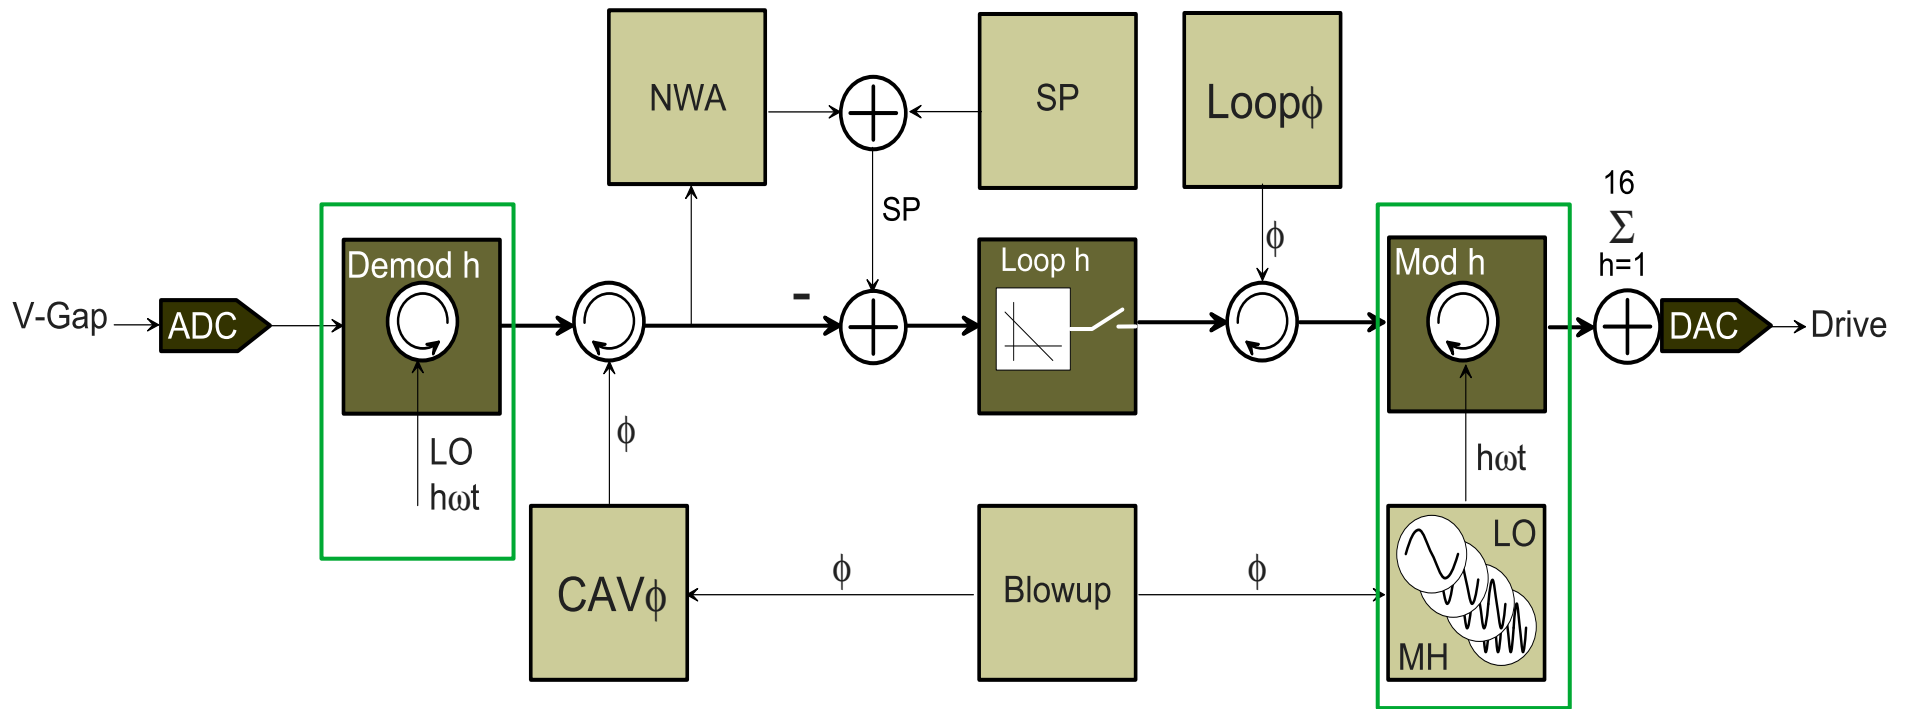 NWA
SP
Loopϕ
16
Σ
h=1
SP
ϕ
Demod h
Loop h
Mod h
-
V-Gap
ADC
DAC
Drive
LO
hωt
ϕ
hωt
CAVϕ
ϕ
Blowup
ϕ
LO
MH